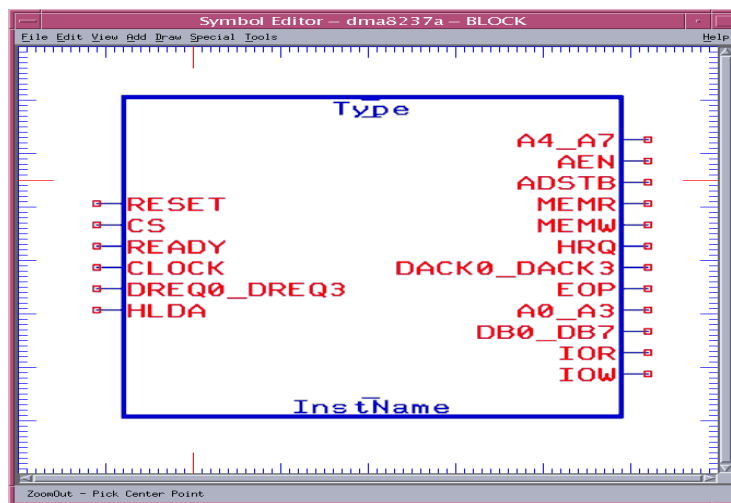 Symbol Editor – dma8237a – BLOCK
File Edit View Add Draw Special Tools Help
Type
A4_A7
AEN
ADSTB
RESET MEMR
CS MEMW
READY HRQ
CLOCK DACK0_DACK3
DREQ0_DREQ3 EOP
HLDA A0_A3
DB0_DB7
IOR
IOW
InstName
ZoomOut - Pick Center Point